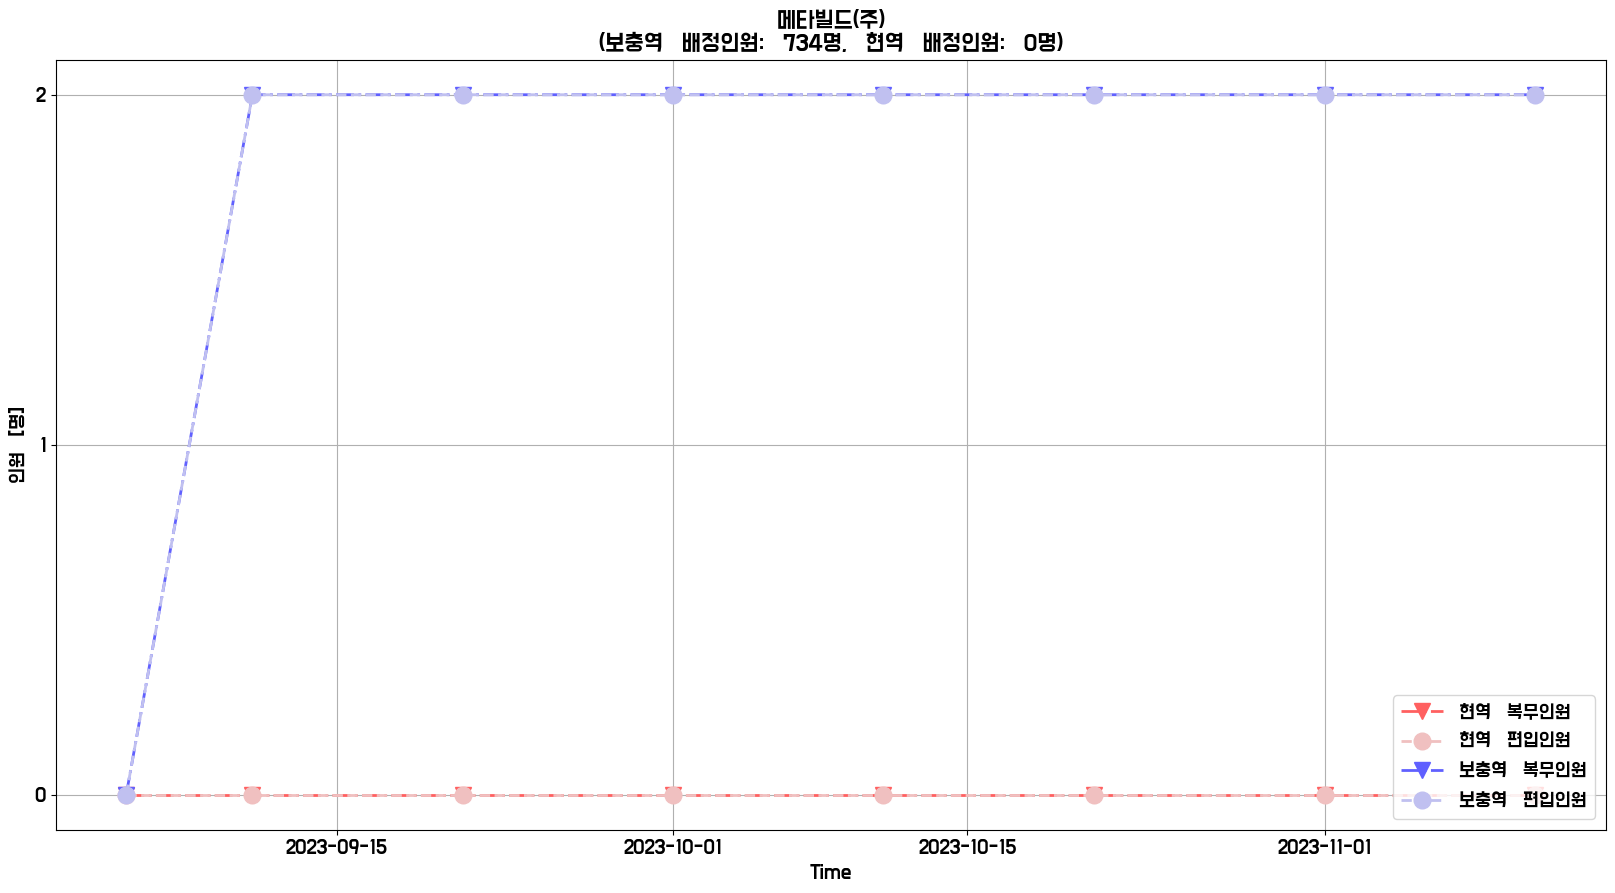 메타빌드(주)
(보충역 배정인원: 734명, 현역 배정인원: 0명)
인원 [명]
2
1
0
2023-09-15
2023-10-01
2023-10-15
2023-11-01
Time
현역 복무인원
현역 편입인원
보충역 복무인원
보충역 편입인원